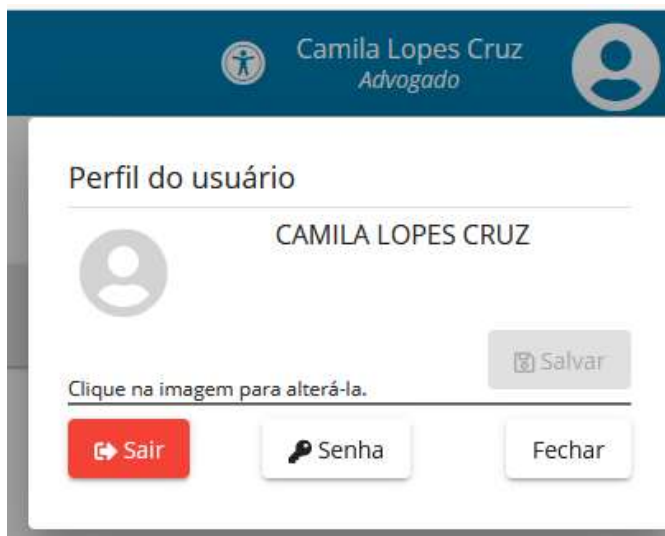 Camila Lopes Cruz
Advogado
Perfil do usuário
CAMILA LOPES CRUZ
Salvar
Clique na imagem para alterá-la.
Sair
Senha
Fechar